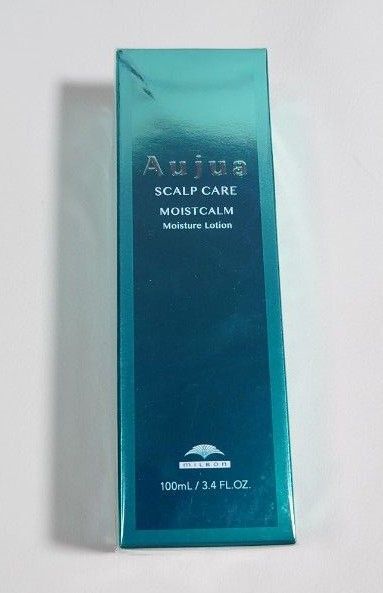 Aujua
SCALP CARE
MOISTCALM
Moisture Lotion
MILBON
100mL / 3.4 FL.OZ.